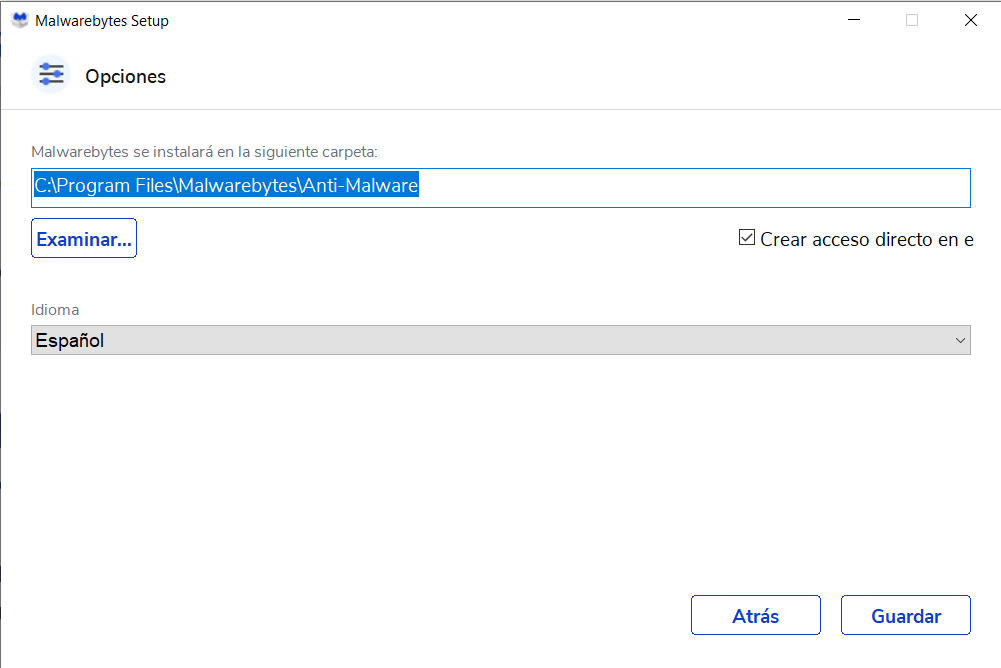 Malwarebytes Setup
Opciones
Malwarebytes se instalará en la siguiente carpeta:
C:\Program Files\Malwarebytes\Anti-Malware
Examinar...
Crear acceso directo en e
Idioma
Español
Atrás
Guardar